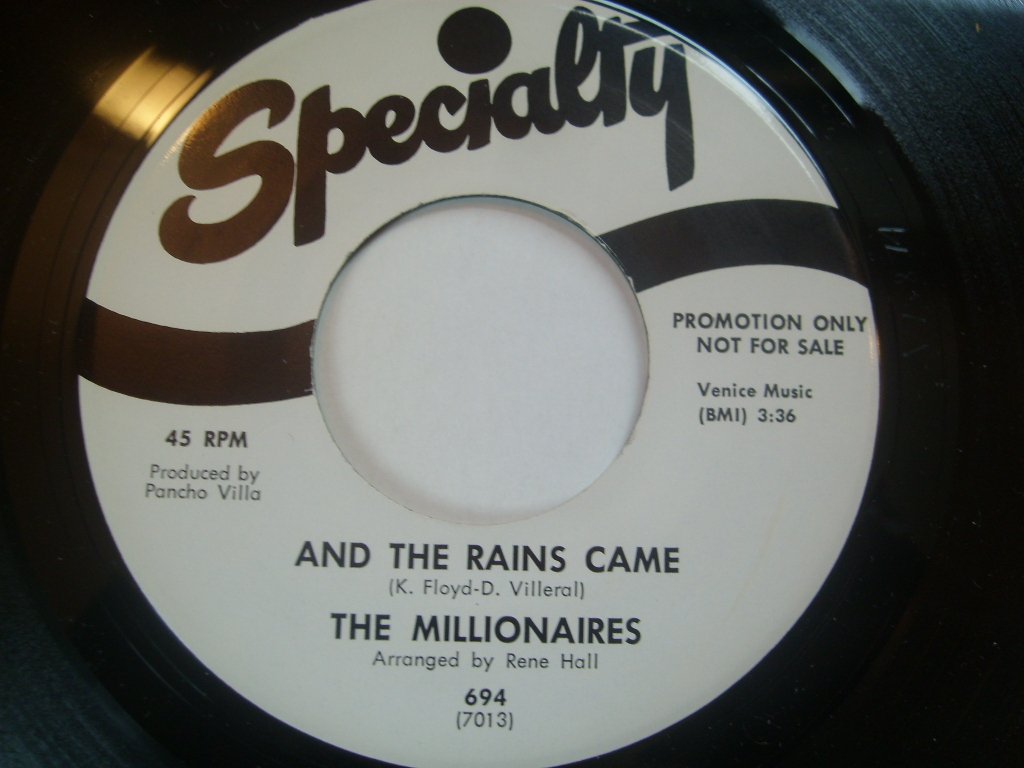 Specialty
PROMOTION ONLY
NOT FOR SALE
Venice Music
(BMI) 3:36
45 RPM
Produced by
Pancho Villa
AND THE RAINS CAME
(K. Floyd-D. Villeral)
THE MILLIONAIRES
Arranged by Rene Hall
694
(7013)